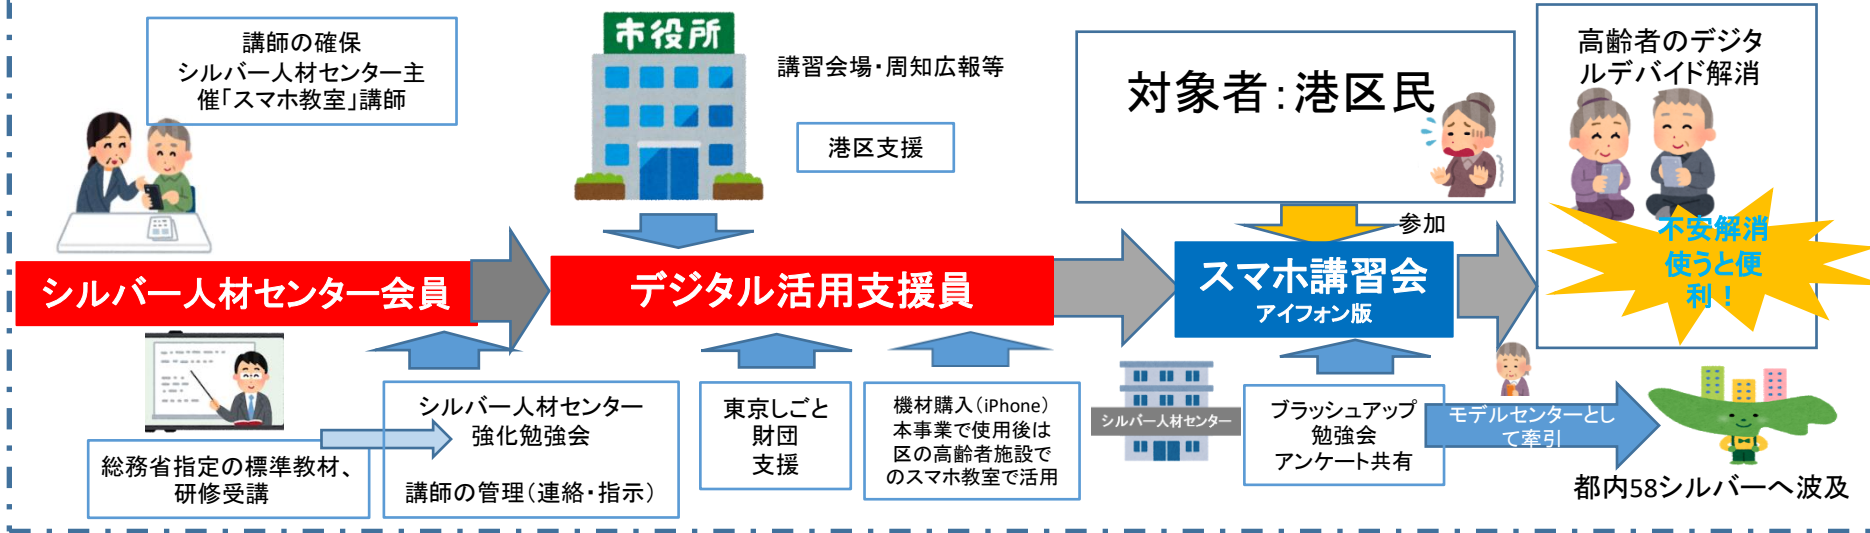 講師の確保
シルバー人材センター主
催「スマホ教室」講師
市役所
講習会場・周知広報等
港区支援
対象者：港区民
高齢者のデジタ
ルデバイド解消
不安解消
使うと便
利！
参加
シルバー人材センター会員
デジタル活用支援員
スマホ講習会
アイフォン版
総務省指定の標準教材、
研修受講
シルバー人材センター
強化勉強会
講師の管理（連絡・指示）
東京しごと
財団
支援
機材購入（iPhone）
本事業で使用後は
区の高齢者施設で
のスマホ教室で活用
シルバー人材センター
ブラッシュアップ
勉強会
アンケート共有
モデルセンターとし
て牽引
都内58シルバーへ波及